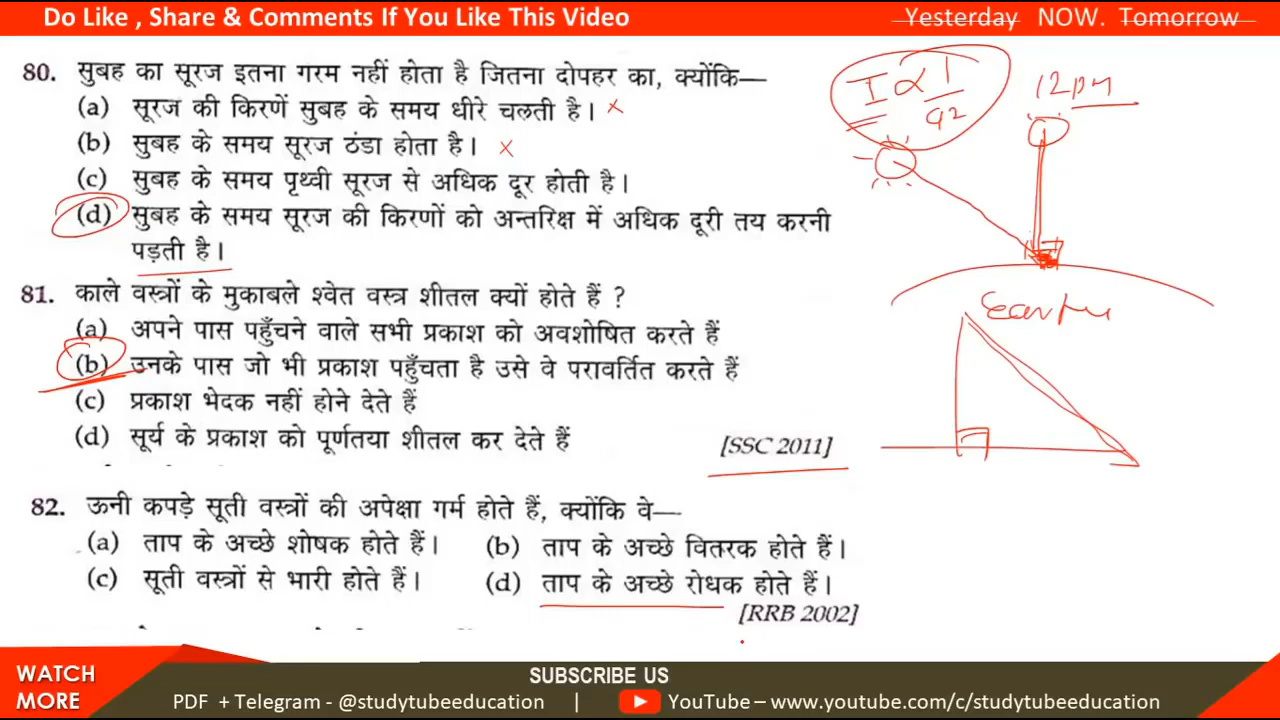 Do Like , Share & Comments If You Like This Video
Yesterday NOW. Tomorrow
80. सुबह का सूरज इतना गरम नहीं होता है जितना दोपहर का, क्योंकि—
(a) सूरज की किरणें सुबह के समय धीरे चलती है। ×
(b) सुबह के समय सूरज ठंडा होता है। ×
(c) सुबह के समय पृथ्वी सूरज से अधिक दूर होती है।
(d) सुबह के समय सूरज की किरणों को अन्तरिक्ष में अधिक दूरी तय करनी
पड़ती है।
I ∝ 1
12pm
Earth
81. काले वस्त्रों के मुकाबले श्वेत वस्त्र शीतल क्यों होते हैं ?
(a) अपने पास पहुँचने वाले सभी प्रकाश को अवशोषित करते हैं
(b) उनके पास जो भी प्रकाश पहुँचता है उसे वे परावर्तित करते हैं
(c) प्रकाश भेदक नहीं होने देते हैं
(d) सूर्य के प्रकाश को पूर्णतया शीतल कर देते हैं [SSC 2011]
82. ऊनी कपड़े सूती वस्त्रों की अपेक्षा गर्म होते हैं, क्योंकि वे—
(a) ताप के अच्छे शोषक होते हैं। (b) ताप के अच्छे वितरक होते हैं।
(c) सूती वस्त्रों से भारी होते हैं। (d) ताप के अच्छे रोधक होते हैं।
[RRB 2002]
WATCH
MORE
SUBSCRIBE US
PDF + Telegram - @studytubeeducation | YouTube – www.youtube.com/c/studytubeeducation